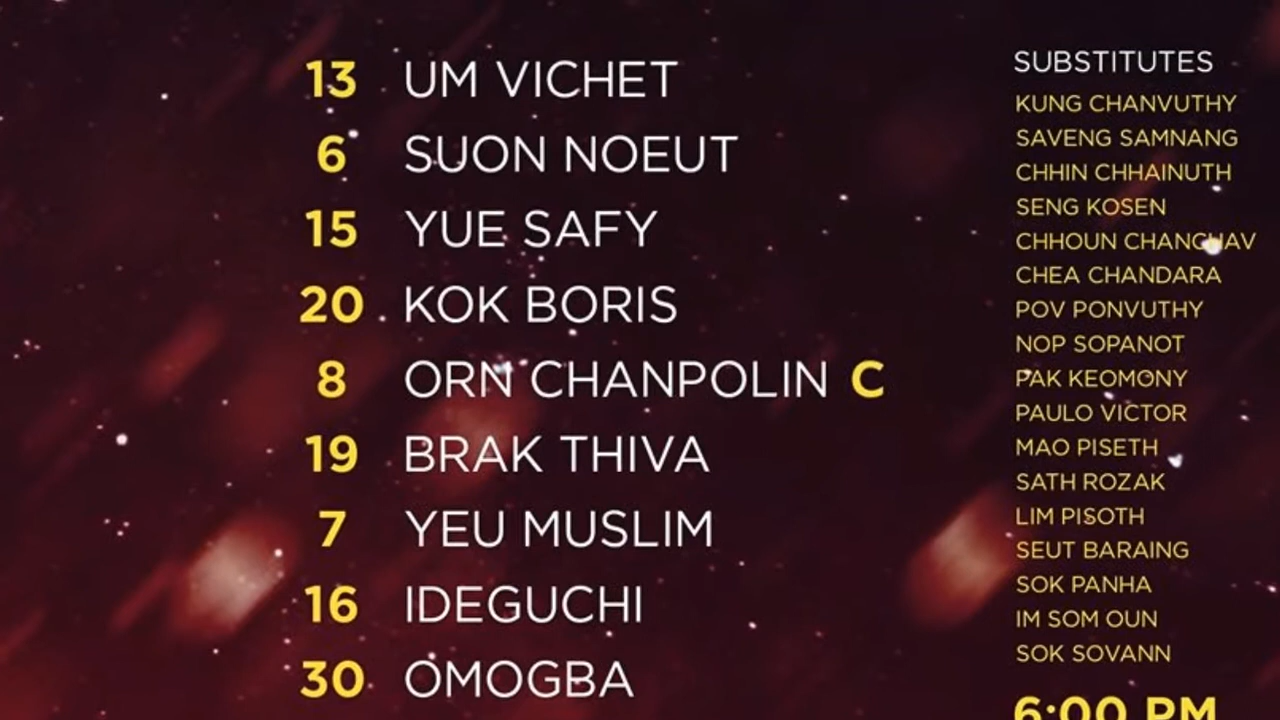 13 UM VICHET
6 SUON NOEUT
15 YUE SAFY
20 KOK BORIS
8 ORN CHANPOLIN C
19 BRAK THIVA
7 YEU MUSLIM
16 IDEGUCHI
30 OMOGBA
SUBSTITUTES
KUNG CHANVUTHY
SAVENG SAMNANG
CHHIN CHHAINUTH
SENG KOSEN
CHHOUN CHANCHAV
CHEA CHANDARA
POV PONVUTHY
NOP SOPANOT
PAK KEOMONY
PAULO VICTOR
MAO PISETH
SATH ROZAK
LIM PISOTH
SEUT BARAING
SOK PANHA
IM SOM OUN
SOK SOVANN
6:00 PM